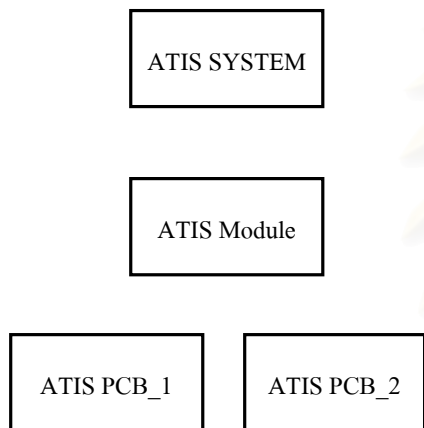 ATIS SYSTEM
ATIS Module
ATIS PCB_1
ATIS PCB_2